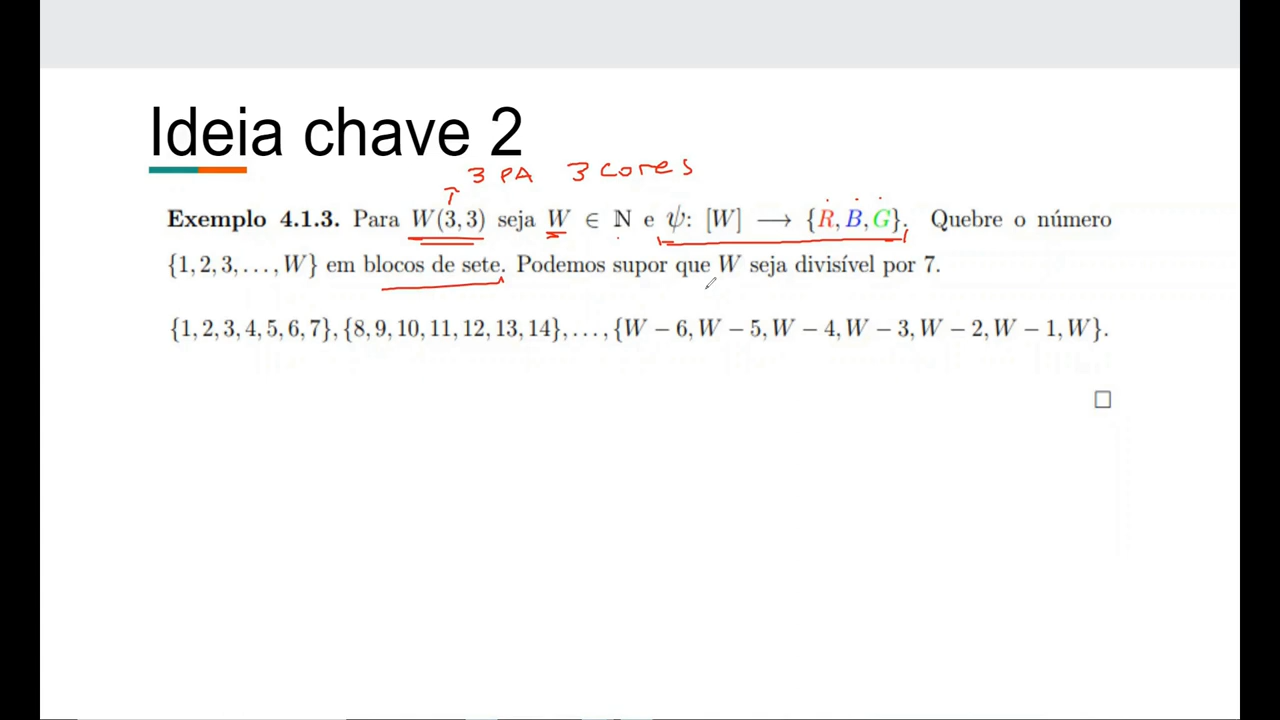 Ideia chave 2
3 PA 3 cores
Exemplo 4.1.3. Para W(3, 3) seja W ∈ ℕ e ψ: [W] ⟶ {R, B, G}. Quebre o número
{1, 2, 3, . . . , W} em blocos de sete. Podemos supor que W seja divisível por 7.
{1, 2, 3, 4, 5, 6, 7}, {8, 9, 10, 11, 12, 13, 14}, . . . , {W − 6, W − 5, W − 4, W − 3, W − 2, W − 1, W}.